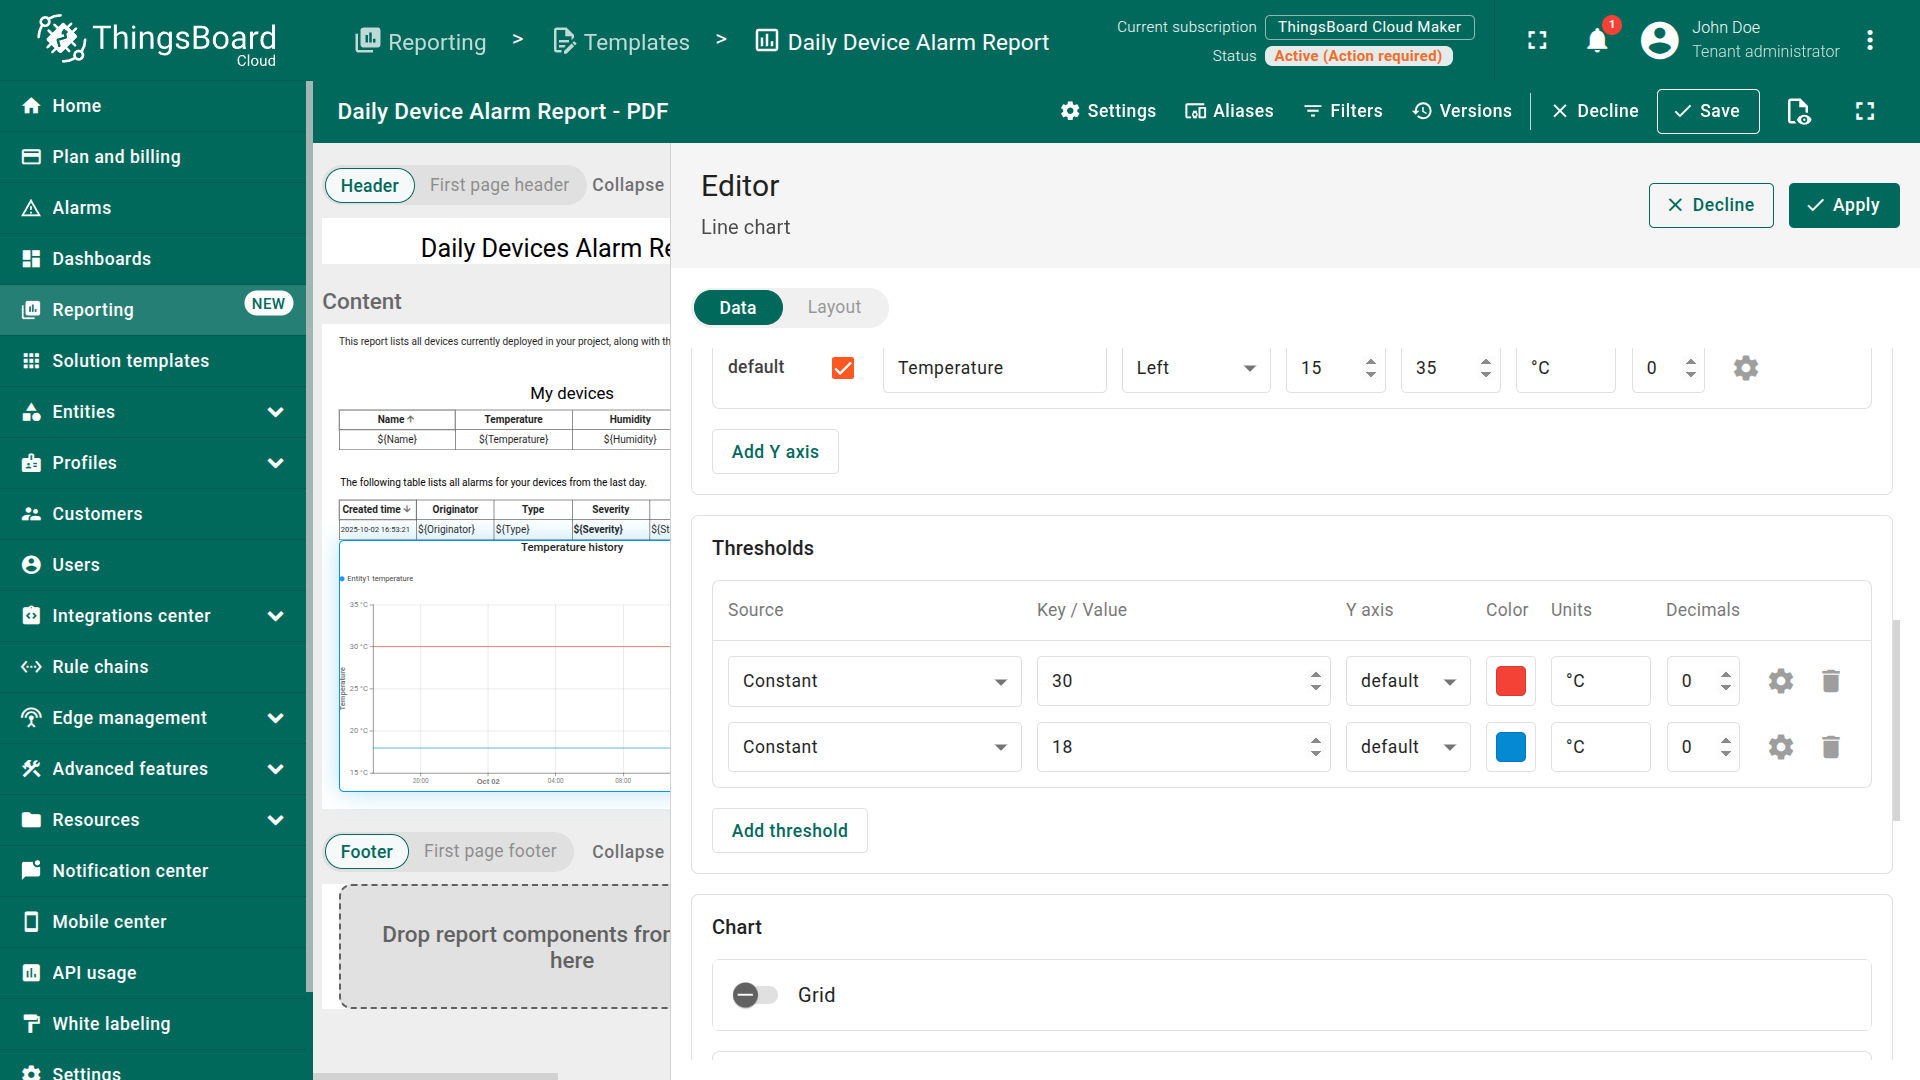 ThingsBoard
Cloud
Reporting > Templates > Daily Device Alarm Report
Current subscription ThingsBoard Cloud Maker
Status Active (Action required)
1
John Doe
Tenant administrator
Home
Plan and billing
Alarms
Dashboards
Reporting NEW
Solution templates
Entities
Profiles
Customers
Users
Integrations center
Rule chains
Edge management
Advanced features
Resources
Notification center
Mobile center
API usage
White labeling
Settings
Daily Device Alarm Report - PDF
Settings Aliases Filters Versions Decline Save
Header First page header Collapse
Daily Devices Alarm Re
Content
This report lists all devices currently deployed in your project, along with th
My devices
Name Temperature Humidity
${Name} ${Temperature} ${Humidity}
The following table lists all alarms for your devices from the last day.
Created time Originator Type Severity
2025-10-02 16:53:21 ${Originator} ${Type} ${Severity} ${St
Temperature history
Entity1 temperature
35 °C
30 °C
25 °C
20 °C
15 °C
Temperature
20:00 Oct 02 04:00 08:00
Footer First page footer Collapse
Drop report components from
here
Editor
Line chart
Decline Apply
Data Layout
default Temperature Left 15 35 °C 0
Add Y axis
Thresholds
Source Key / Value Y axis Color Units Decimals
Constant 30 default °C 0
Constant 18 default °C 0
Add threshold
Chart
Grid